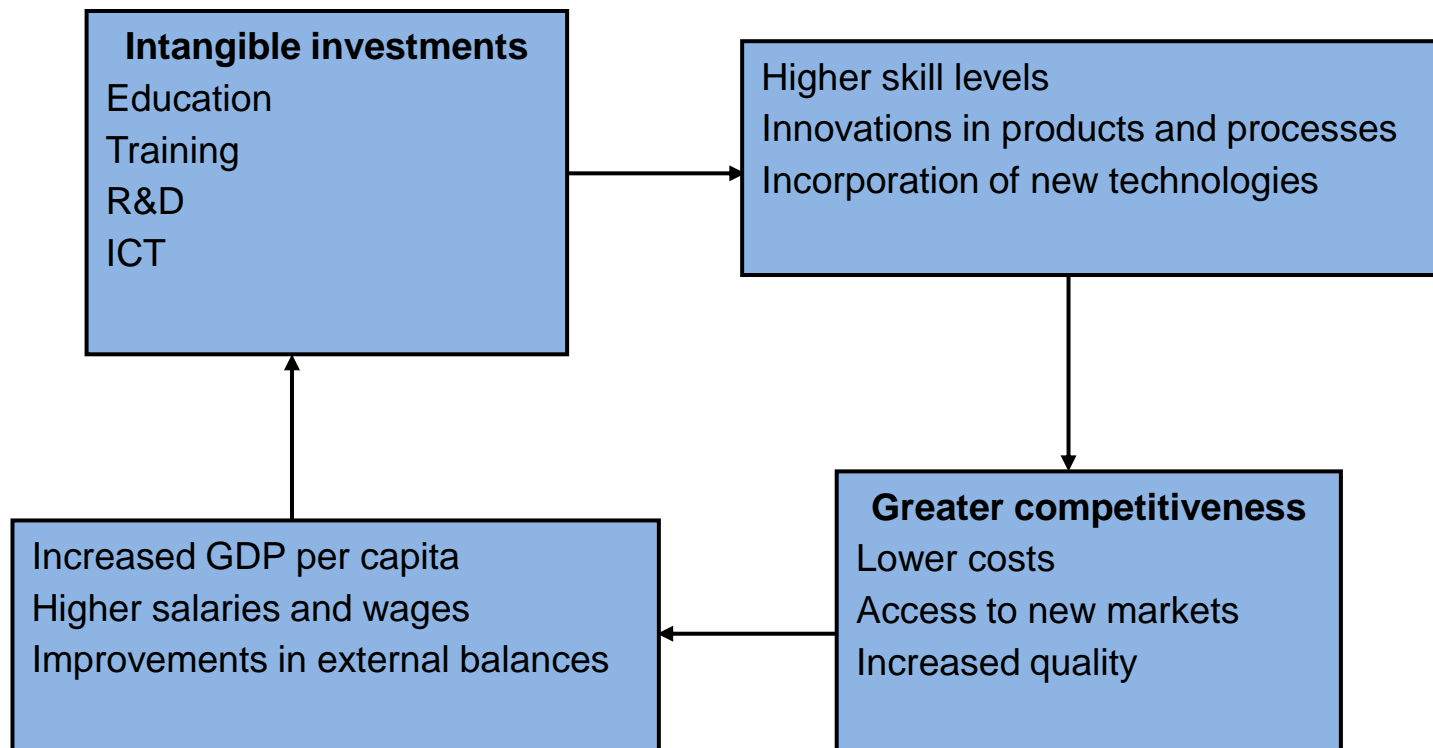 Intangible investments
Education
Training
R&D
ICT
Higher skill levels
Innovations in products and processes
Incorporation of new technologies
Greater competitiveness
Lower costs
Access to new markets
Increased quality
Increased GDP per capita
Higher salaries and wages
Improvements in external balances